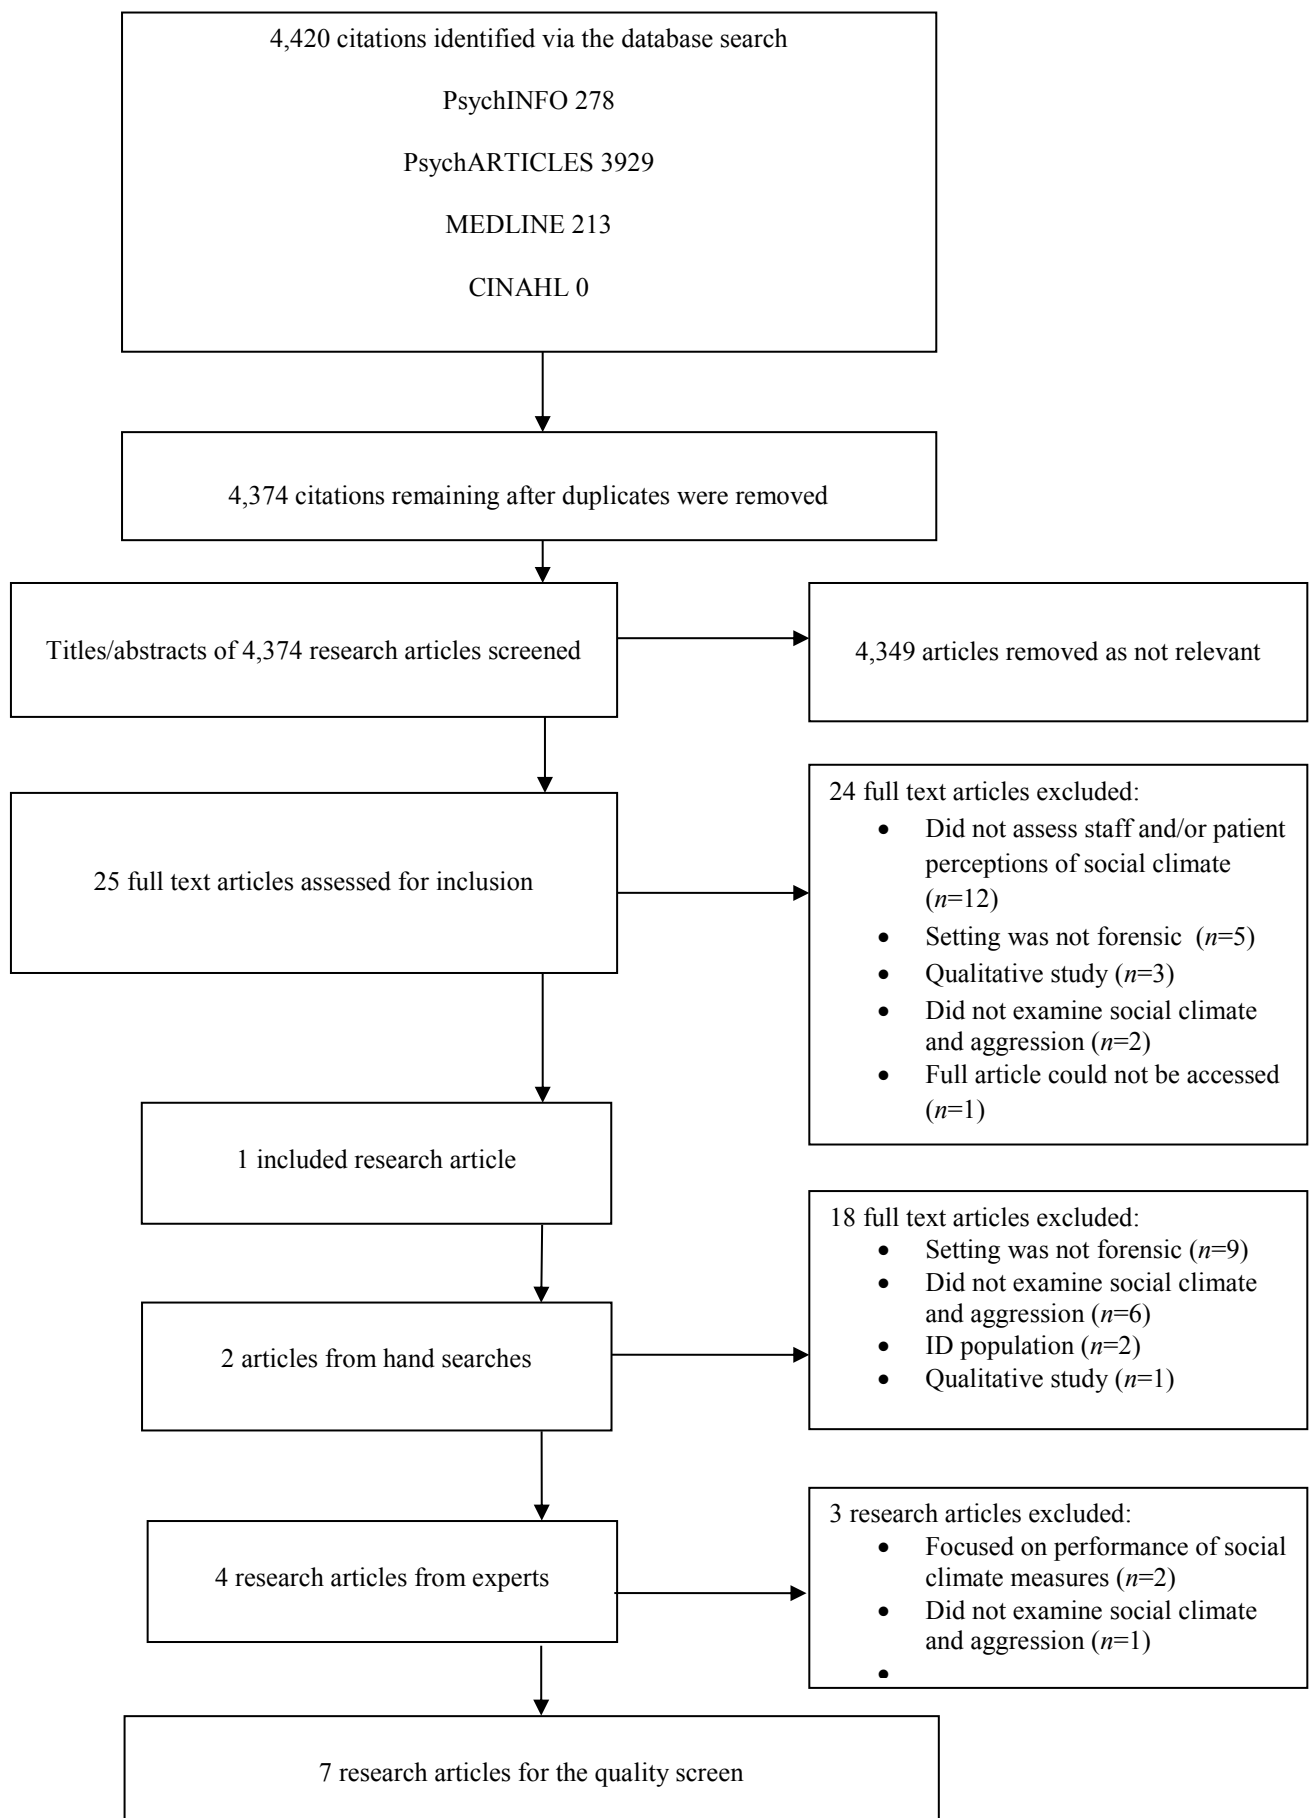 4,420 citations identified via the database search
PsychINFO 278
PsychARTICLES 3929
MEDLINE 213
CINAHL 0
4,374 citations remaining after duplicates were removed
Titles/abstracts of 4,374 research articles screened
4,349 articles removed as not relevant
25 full text articles assessed for inclusion
24 full text articles excluded:
• Did not assess staff and/or patient
perceptions of social climate
(n=12)
• Setting was not forensic (n=5)
• Qualitative study (n=3)
• Did not examine social climate
and aggression (n=2)
• Full article could not be accessed
(n=1)
1 included research article
2 articles from hand searches
18 full text articles excluded:
• Setting was not forensic (n=9)
• Did not examine social climate
and aggression (n=6)
• ID population (n=2)
• Qualitative study (n=1)
4 research articles from experts
3 research articles excluded:
• Focused on performance of social
climate measures (n=2)
• Did not examine social climate
and aggression (n=1)
•
7 research articles for the quality screen